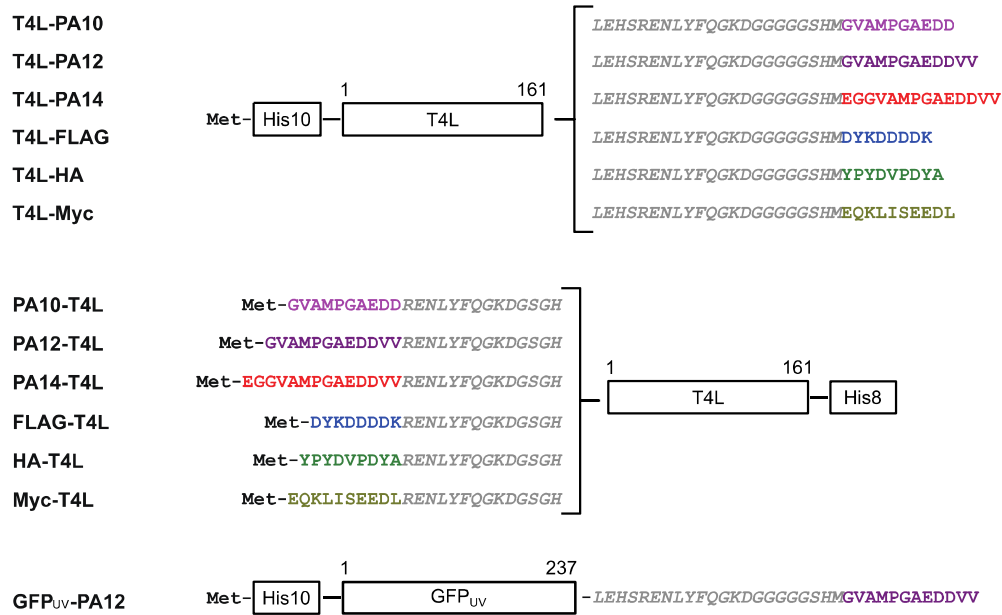 T4L-PA10 LEHSRENLYFQGKDGGGGGSHMGVAMPGAEDD
T4L-PA12 LEHSRENLYFQGKDGGGGGSHMGVAMPGAEDDVV
1 161
T4L-PA14 LEHSRENLYFQGKDGGGGGSHMEGGVAMPGAEDDVV
Met- His10 T4L
T4L-FLAG LEHSRENLYFQGKDGGGGGSHMDYKDDDDK
T4L-HA LEHSRENLYFQGKDGGGGGSHMYPYDVPDYA
T4L-Myc LEHSRENLYFQGKDGGGGGSHMEQKLISEEDL
PA10-T4L Met-GVAMPGAEDDRENLYFQGKDGSGH
PA12-T4L Met-GVAMPGAEDDVVRENLYFQGKDGSGH
1 161
PA14-T4L Met-EGGVAMPGAEDDVVRENLYFQGKDGSGH
T4L His8
FLAG-T4L Met-DYKDDDDKRENLYFQGKDGSGH
HA-T4L Met-YPYDVPDYARENLYFQGKDGSGH
Myc-T4L Met-EQKLISEEDLRENLYFQGKDGSGH
1 237
GFPUV-PA12 Met- His10 GFPUV -LEHSRENLYFQGKDGGGGGSHMGVAMPGAEDDVV